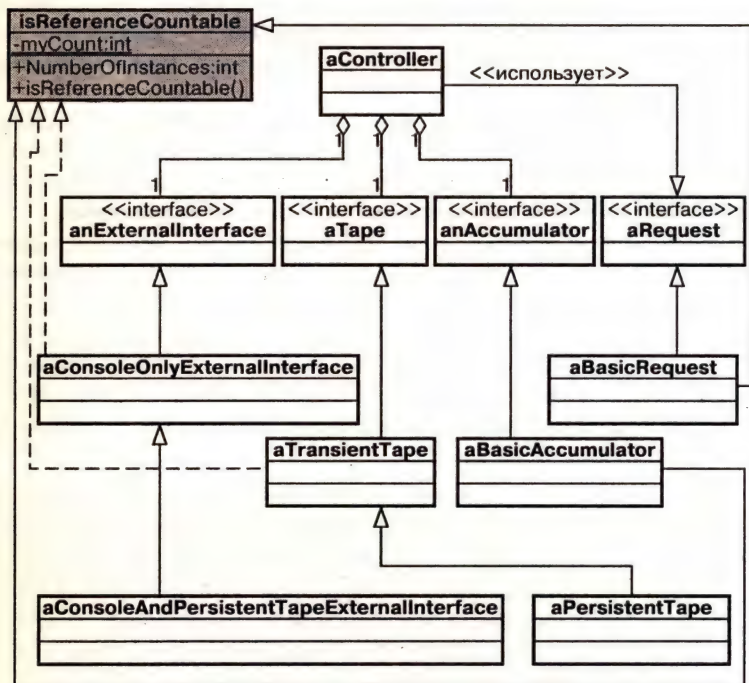 isReferenceCountable
-myCount:int
+NumberOfInstances:int
+isReferenceCountable()
aController
<<использует>>
1
1
1
1
1
1
<<interface>>
anExternalInterface
<<interface>>
aTape
<<interface>>
anAccumulator
<<interface>>
aRequest
aConsoleOnlyExternalInterface
aBasicRequest
aTransientTape
aBasicAccumulator
aConsoleAndPersistentTapeExternalInterface
aPersistentTape